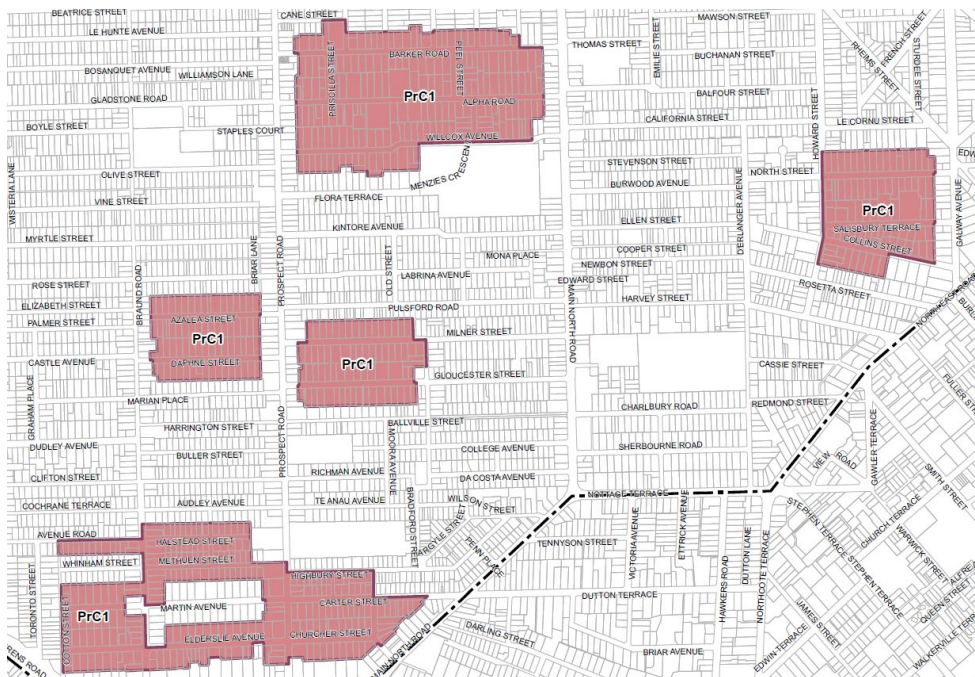 BEATRICE STREET
CANE STREET
MAWSON STREET
FRENCH STREET
LE HUNTE AVENUE
THOMAS STREET
EMILIE STREET
BUCHANAN STREET
RHEIMS STREET
STURDEE STREET
BARKER ROAD
PEEL STREET
PRISCILLA STREET
BOSANQUET AVENUE
WILLIAMSON LANE
PrC1
BALFOUR STREET
GLADSTONE ROAD
ALPHA ROAD
CALIFORNIA STREET
LE CORNU STREET
BOYLE STREET
STAPLES COURT
WILLCOX AVENUE
HOWARD STREET
STEVENSON STREET
NORTH STREET
OLIVE STREET
MENZIES CRESCENT
BURWOOD AVENUE
WISTERIA LANE
VINE STREET
FLORA TERRACE
D'ERLANGER AVENUE
PrC1
GALWAY AVENUE
KINTORE AVENUE
ELLEN STREET
SALISBURY TERRACE
COLLINS STREET
MYRTLE STREET
BRIAR LANE
PROSPECT ROAD
OLD STREET
MONA PLACE
COOPER STREET
NEWBON STREET
ROSE STREET
BRAUND ROAD
LABRINA AVENUE
EDWARD STREET
MAIN NORTH ROAD
HARVEY STREET
ROSETTA STREET
ELIZABETH STREET
PULSFORD ROAD
AZALEA STREET
PALMER STREET
MILNER STREET
PrC1
PrC1
CASTLE AVENUE
DAPHNE STREET
CASSIE STREET
GLOUCESTER STREET
GRAHAM PLACE
MARIAN PLACE
CHARLBURY ROAD
REDMOND STREET
HARRINGTON STREET
PROSPECT ROAD
BALLVILLE STREET
DUDLEY AVENUE
MOORA AVENUE
COLLEGE AVENUE
SHERBOURNE ROAD
GAWLER TERRACE
BULLER STREET
VIEW ROAD
CLIFTON STREET
RICHMAN AVENUE
DA COSTA AVENUE
SMITH STREET
COCHRANE TERRACE
AUDLEY AVENUE
TE ANAU AVENUE
BRADFORD STREET
WILSON STREET
NOTTAGE TERRACE
STEPHEN TERRACE
CHURCH TERRACE
AVENUE ROAD
HALSTEAD STREET
ARGYLE STREET
PENN PLACE
TENNYSON STREET
VICTORIA AVENUE
ETTRICK AVENUE
DUTTON LANE
NORTHCOTE TERRACE
WARWICK STREET
WHINHAM STREET
METHUEN STREET
HIGHBURY STREET
HAWKERS ROAD
STEPHEN TERRACE
TORONTO STREET
COTTON STREET
PrC1
MARTIN AVENUE
CARTER STREET
DUTTON TERRACE
JAMES STREET
QUEEN STREET
ELDERSLIE AVENUE
CHURCHER STREET
DARLING STREET
EDWIN TERRACE
WALKERVILLE
MAIN NORTH ROAD
BRIAR AVENUE